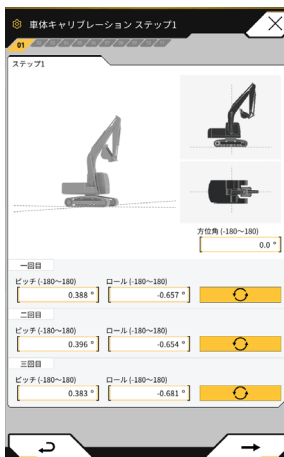 車体キャリブレーション ステップ1
01
ステップ1
方位角 (-180～180)
0.0 °
一回目
ピッチ (-180～180) ロール (-180～180)
0.388 ° -0.657 °
二回目
ピッチ (-180～180) ロール (-180～180)
0.396 ° -0.654 °
三回目
ピッチ (-180～180) ロール (-180～180)
0.383 ° -0.681 °